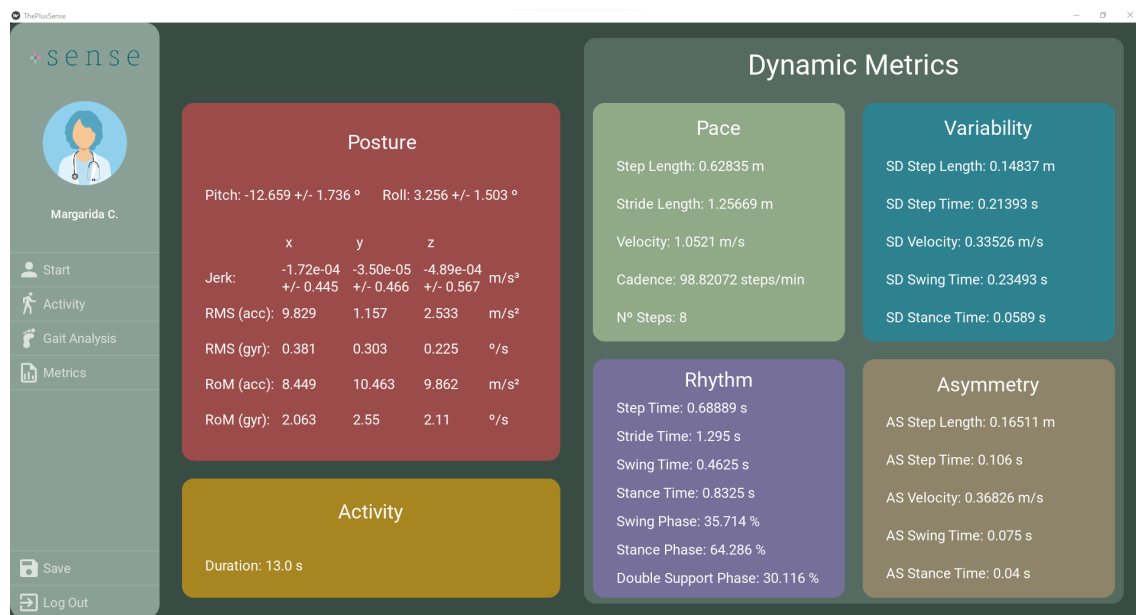 ThePlusSense
+sense
Margarida C.
Start
Activity
Gait Analysis
Metrics
Save
Log Out
Posture
Pitch: -12.659 +/- 1.736 º Roll: 3.256 +/- 1.503 º
x y z
Jerk: -1.72e-04 +/- 0.445 -3.50e-05 +/- 0.466 -4.89e-04 +/- 0.567 m/s³
RMS (acc): 9.829 1.157 2.533 m/s²
RMS (gyr): 0.381 0.303 0.225 º/s
RoM (acc): 8.449 10.463 9.862 m/s²
RoM (gyr): 2.063 2.55 2.11 º/s
Activity
Duration: 13.0 s
Dynamic Metrics
Pace
Step Length: 0.62835 m
Stride Length: 1.25669 m
Velocity: 1.0521 m/s
Cadence: 98.82072 steps/min
Nº Steps: 8
Variability
SD Step Length: 0.14837 m
SD Step Time: 0.21393 s
SD Velocity: 0.33526 m/s
SD Swing Time: 0.23493 s
SD Stance Time: 0.0589 s
Rhythm
Step Time: 0.68889 s
Stride Time: 1.295 s
Swing Time: 0.4625 s
Stance Time: 0.8325 s
Swing Phase: 35.714 %
Stance Phase: 64.286 %
Double Support Phase: 30.116 %
Asymmetry
AS Step Length: 0.16511 m
AS Step Time: 0.106 s
AS Velocity: 0.36826 m/s
AS Swing Time: 0.075 s
AS Stance Time: 0.04 s